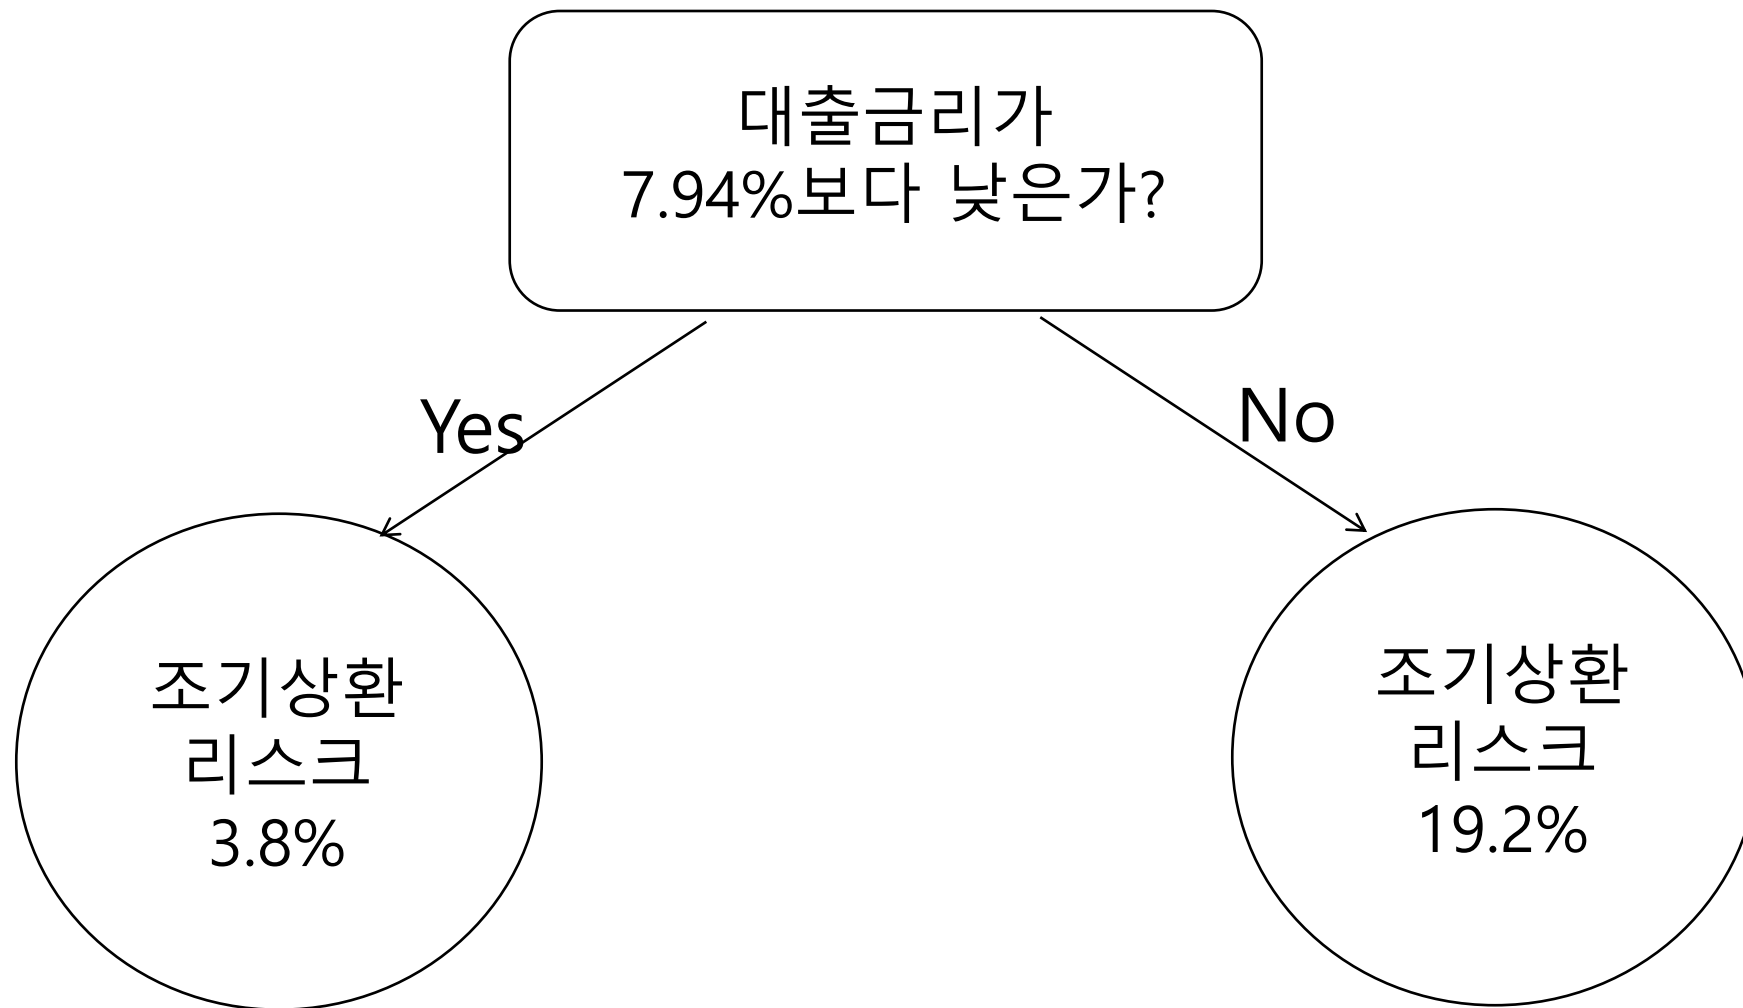 대출금리가
7.94%보다 낮은가?
Yes
No
조기상환
리스크
3.8%
조기상환
리스크
19.2%